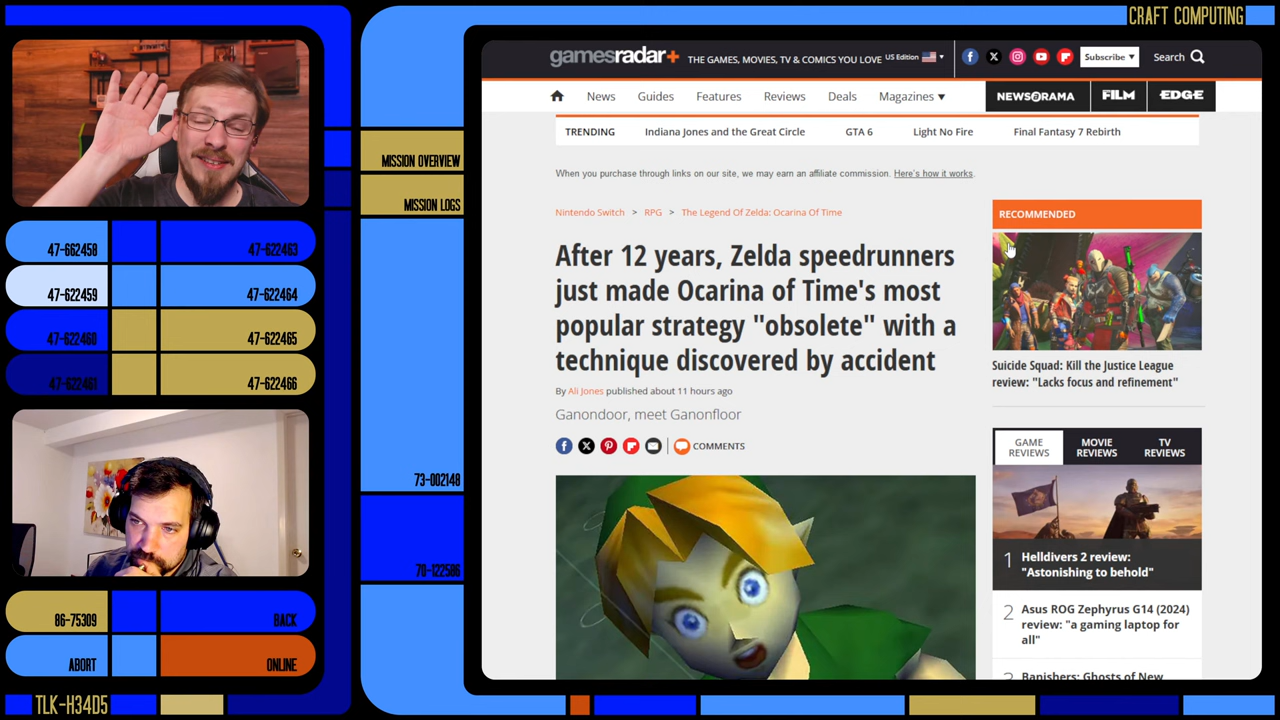 CRAFT COMPUTING
MISSION OVERVIEW
MISSION LOGS
47-662458
47-622463
47-622459
47-622464
47-622460
47-622465
47-622461
47-622466
73-002148
70-122586
86-75309
BACK
ABORT
ONLINE
TLK-H34D5
gamesradar+
THE GAMES, MOVIES, TV & COMICS YOU LOVE
US Edition
Subscribe
Search
News
Guides
Features
Reviews
Deals
Magazines
NEWSARAMA
FILM
EDGE
TRENDING
Indiana Jones and the Great Circle
GTA 6
Light No Fire
Final Fantasy 7 Rebirth
When you purchase through links on our site, we may earn an affiliate commission. Here's how it works.
Nintendo Switch > RPG > The Legend Of Zelda: Ocarina Of Time
After 12 years, Zelda speedrunners
just made Ocarina of Time's most
popular strategy "obsolete" with a
technique discovered by accident
By Ali Jones published about 11 hours ago
Ganondoor, meet Ganonfloor
COMMENTS
RECOMMENDED
Suicide Squad: Kill the Justice League
review: "Lacks focus and refinement"
GAME
REVIEWS
MOVIE
REVIEWS
TV
REVIEWS
1 Helldivers 2 review:
"Astonishing to behold"
2 Asus ROG Zephyrus G14 (2024)
review: "a gaming laptop for
all"
Banishers: Ghosts of New